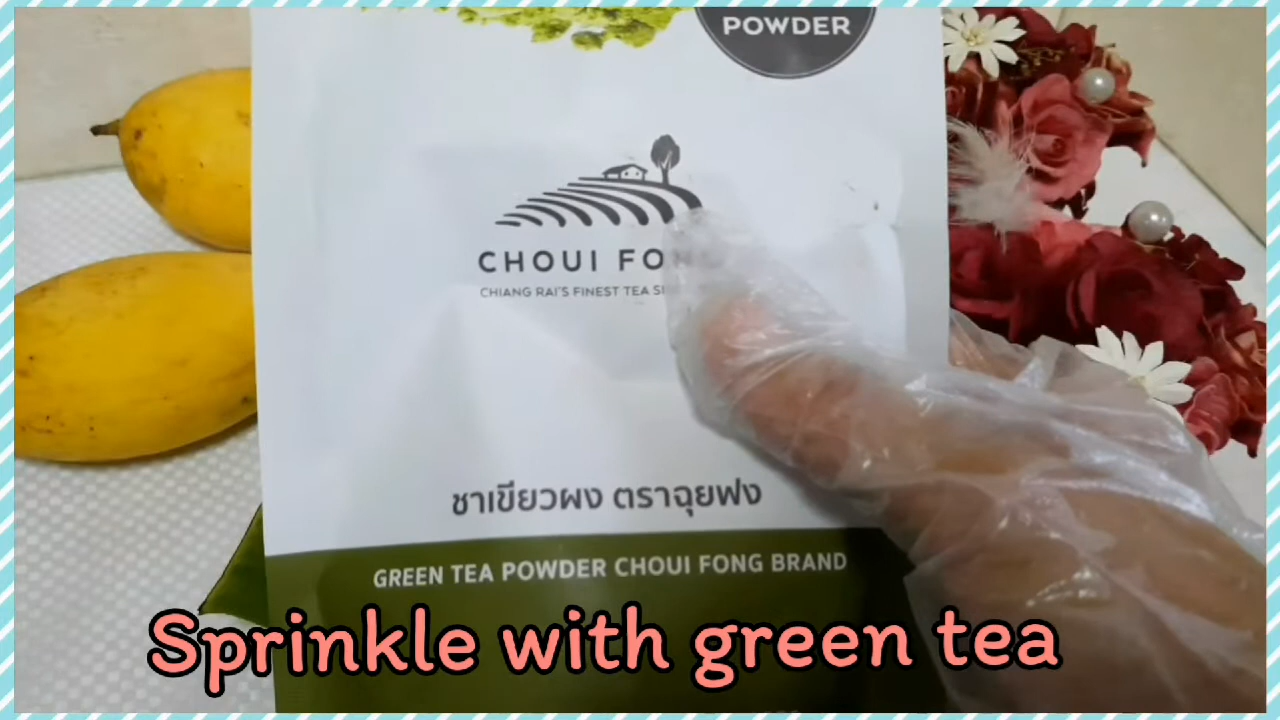 POWDER
CHOUI FONG
CHIANG RAI'S FINEST TEA
ชาเขียวผง ตราฉุยฟง
GREEN TEA POWDER CHOUI FONG BRAND
Sprinkle with green tea